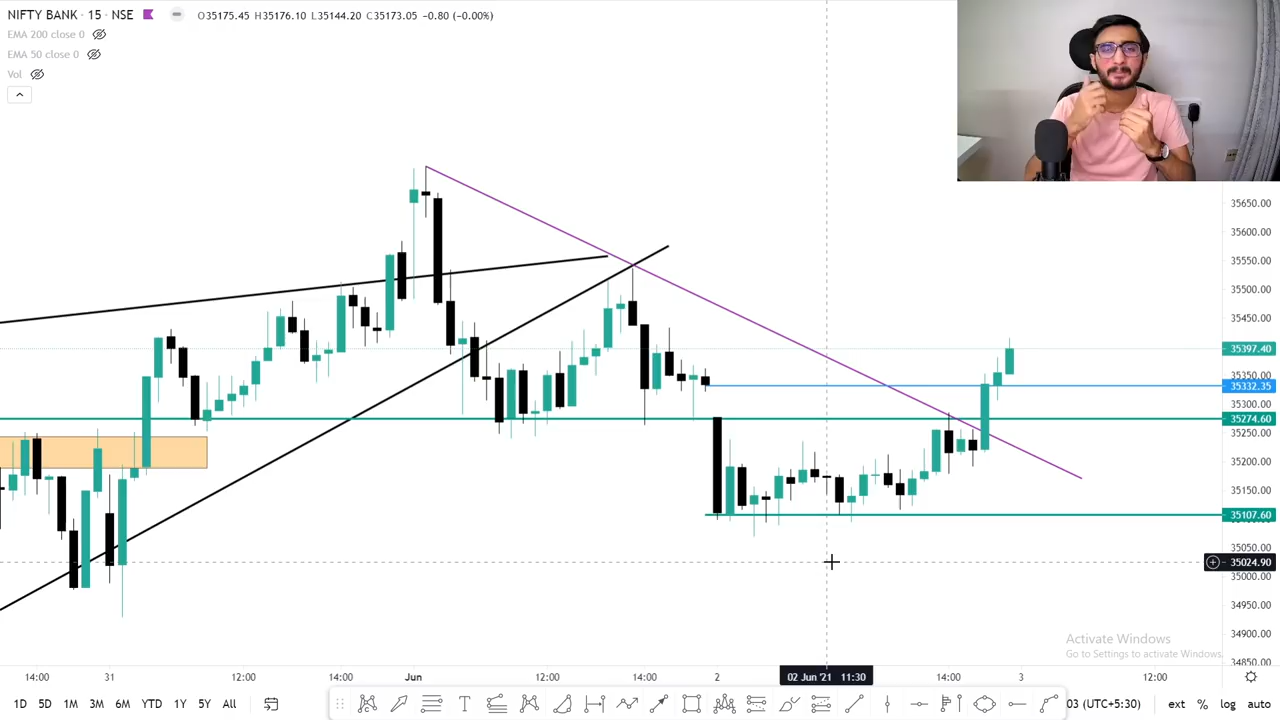 NIFTY BANK · 15 · NSE O35175.45 H35176.10 L35144.20 C35173.05 -0.80 (-0.00%)
EMA 200 close 0
EMA 50 close 0
Vol
35650.00
35600.00
35550.00
35500.00
35450.00
35397.40
35350.00
35332.35
35300.00
35274.60
35250.00
35200.00
35150.00
35107.60
35050.00
35024.90
35000.00
34950.00
34900.00
34850.00
Activate Windows
Go to Settings to activate Windows.
14:00 31 12:00 14:00 Jun 12:00 14:00 2 02 Jun '21 11:30 14:00 3 12:00
1D 5D 1M 3M 6M YTD 1Y 5Y All 03 (UTC+5:30) ext % log auto